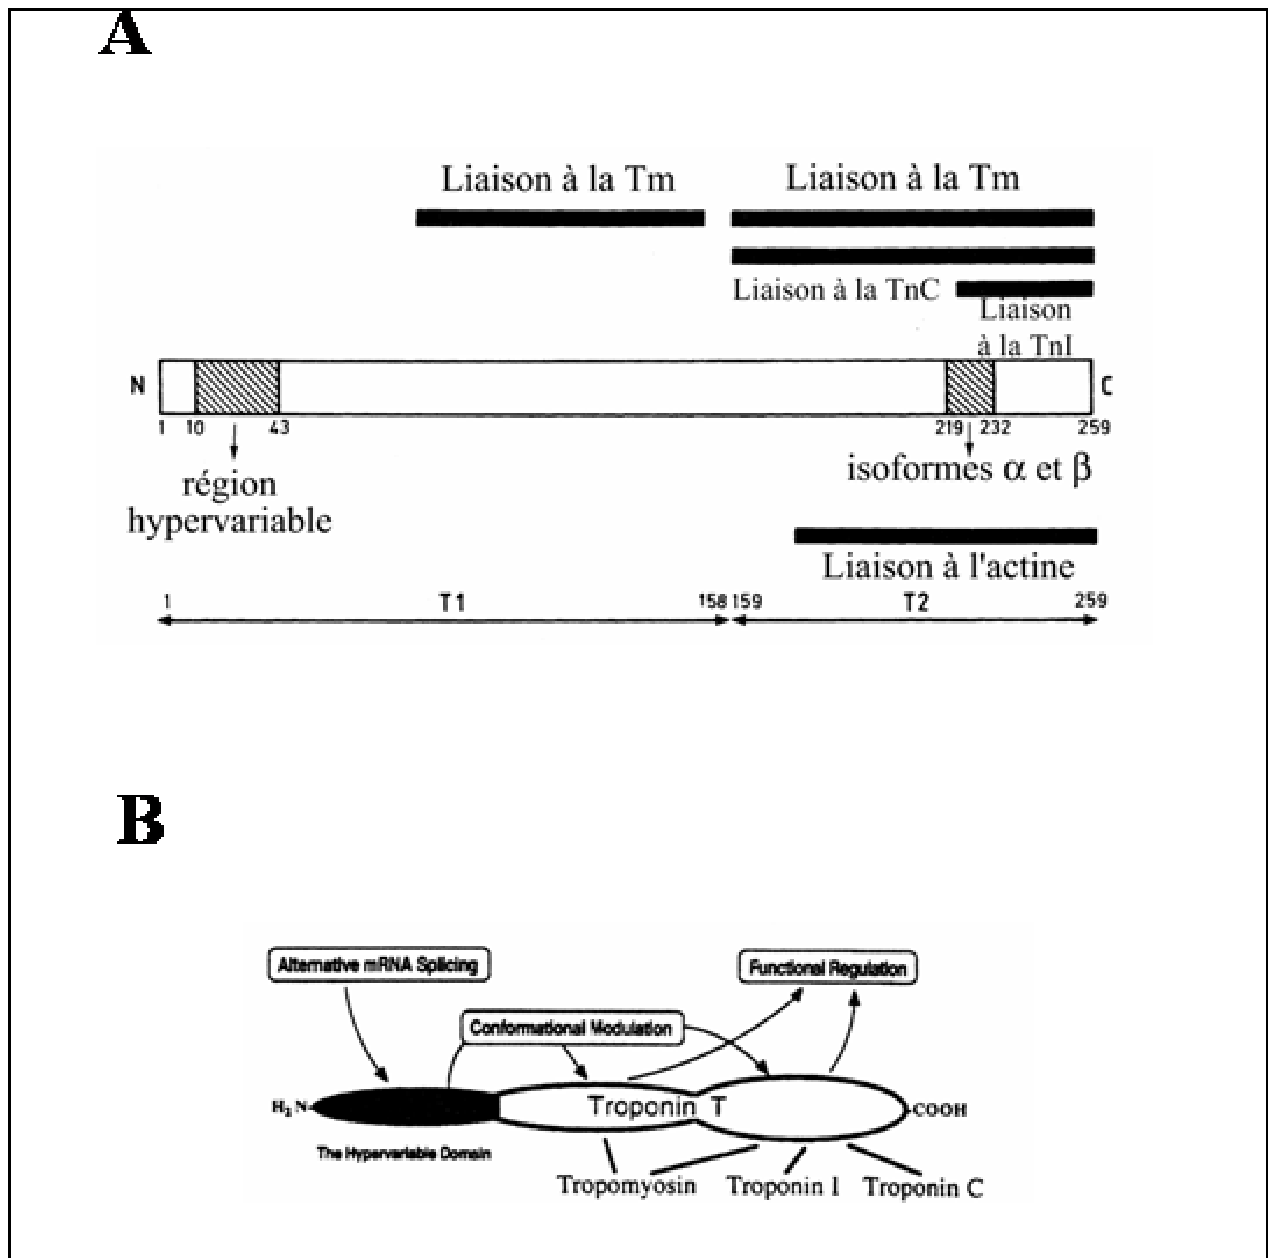 A
Liaison à la Tm
Liaison à la Tm
Liaison à la TnC
Liaison
à la TnI
N
C
1 10 43 219 232 259
région
hypervariable
isoformes α et β
Liaison à l'actine
1 T1 158 159 T2 259
B
Alternative mRNA Splicing
Functional Regulation
Conformational Modulation
H₂N
Troponin T
COOH
The Hypervariable Domain
Tropomyosin Troponin I Troponin C